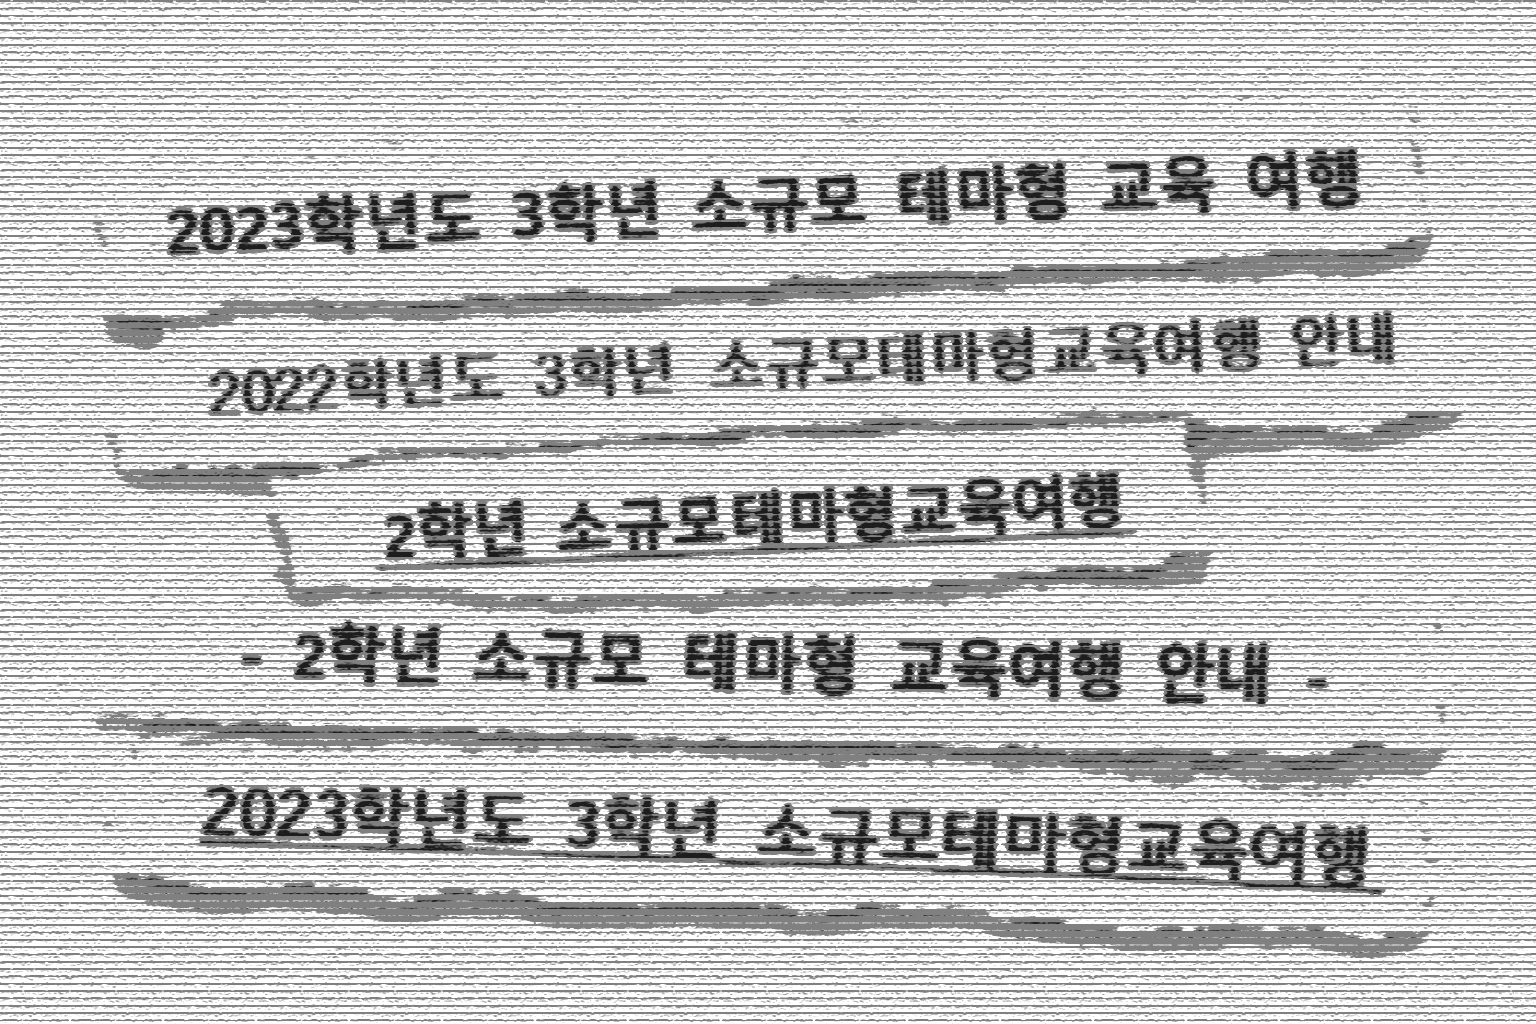 2023학년도 3학년 소규모 테마형 교육 여행
2022학년도 3학년 소규모테마형교육여행 안내
2학년 소규모테마형교육여행
- 2학년 소규모 테마형 교육여행 안내 -
2023학년도 3학년 소규모테마형교육여행